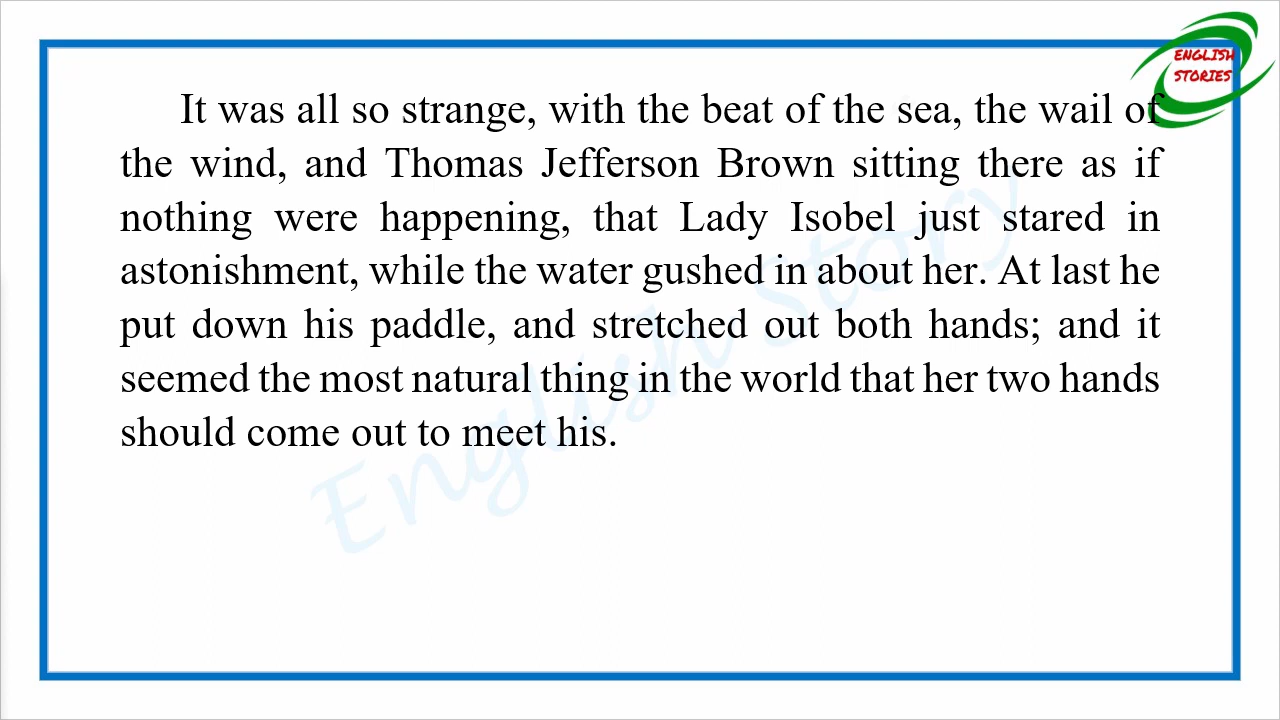 ENGLISH
STORIES
It was all so strange, with the beat of the sea, the wail of
the wind, and Thomas Jefferson Brown sitting there as if
nothing were happening, that Lady Isobel just stared in
astonishment, while the water gushed in about her. At last he
put down his paddle, and stretched out both hands; and it
seemed the most natural thing in the world that her two hands
should come out to meet his.
English Story